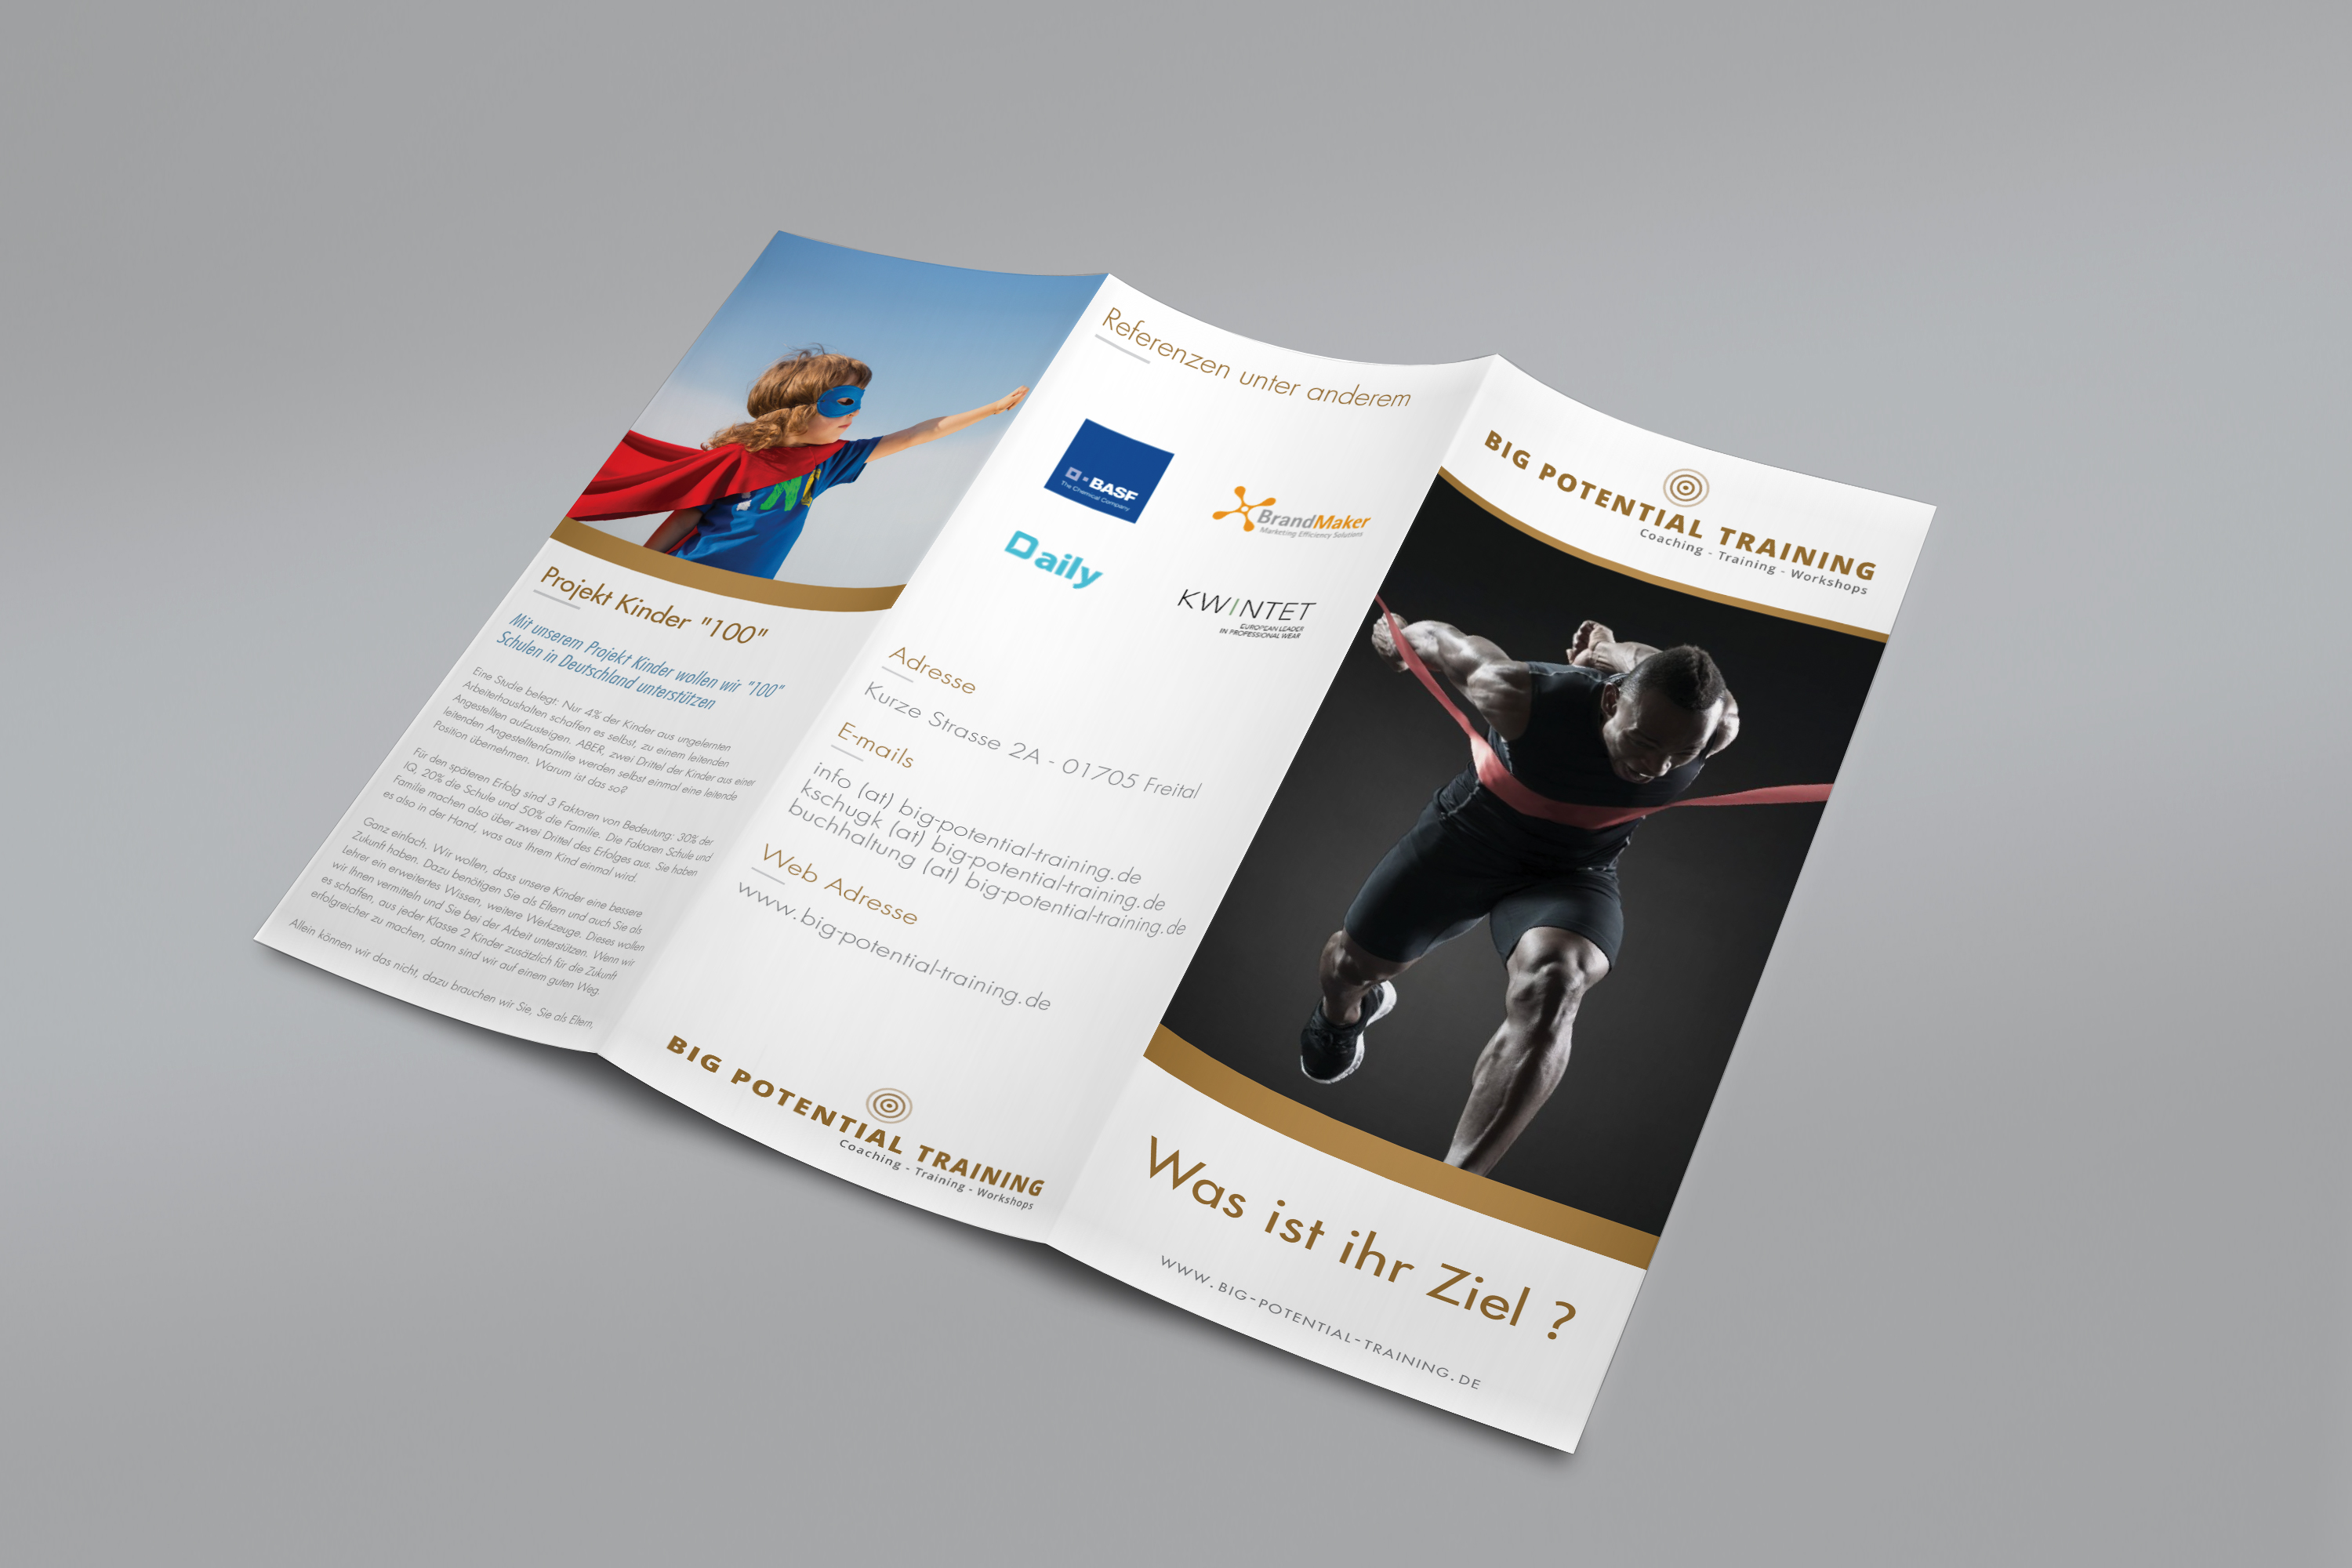 Projekt Kinder "100"
Mit unserem Projekt Kinder wollen wir "100"
Schulen in Deutschland unterstützen
Eine Studie belegt: Nur 4% der Kinder aus ungelernten
Arbeiterhaushalten schaffen es selbst, zu einem leitenden
Angestellten aufzusteigen. ABER, zwei Drittel der Kinder aus einer
leitenden Angestelltenfamilie werden selbst einmal eine leitende
Position übernehmen. Warum ist das so?
Für den späteren Erfolg sind 3 Faktoren von Bedeutung: 30% der
IQ, 20% die Schule und 50% die Familie. Die Faktoren Schule und
Familie machen also über zwei Drittel des Erfolges aus. Sie haben
es also in der Hand, was aus Ihrem Kind einmal wird.
Ganz einfach. Wir wollen, dass unsere Kinder eine bessere
Zukunft haben. Dazu benötigen Sie als Eltern und auch Sie als
Lehrer ein erweitertes Wissen, weitere Werkzeuge. Dieses wollen
wir Ihnen vermitteln und Sie bei der Arbeit unterstützen. Wenn wir
es schaffen, aus jeder Klasse 2 Kinder zusätzlich für die Zukunft
erfolgreicher zu machen, dann sind wir auf einem guten Weg.
Allein können wir das nicht, dazu brauchen wir Sie, Sie als Eltern,
Referenzen unter anderem
BASF
The Chemical Company
BrandMaker
Marketing Efficiency Solutions
Daily
KWINTET
EUROPEAN LEADER
IN PROFESSIONAL WEAR
Adresse
Kurze Strasse 2A - 01705 Freital
E-mails
info (at) big-potential-training.de
kschugk (at) big-potential-training.de
buchhaltung (at) big-potential-training.de
Web Adresse
www.big-potential-training.de
BIG POTENTIAL TRAINING
Coaching - Training - Workshops
BIG POTENTIAL TRAINING
Coaching - Training - Workshops
Was ist ihr Ziel ?
WWW.BIG-POTENTIAL-TRAINING.DE